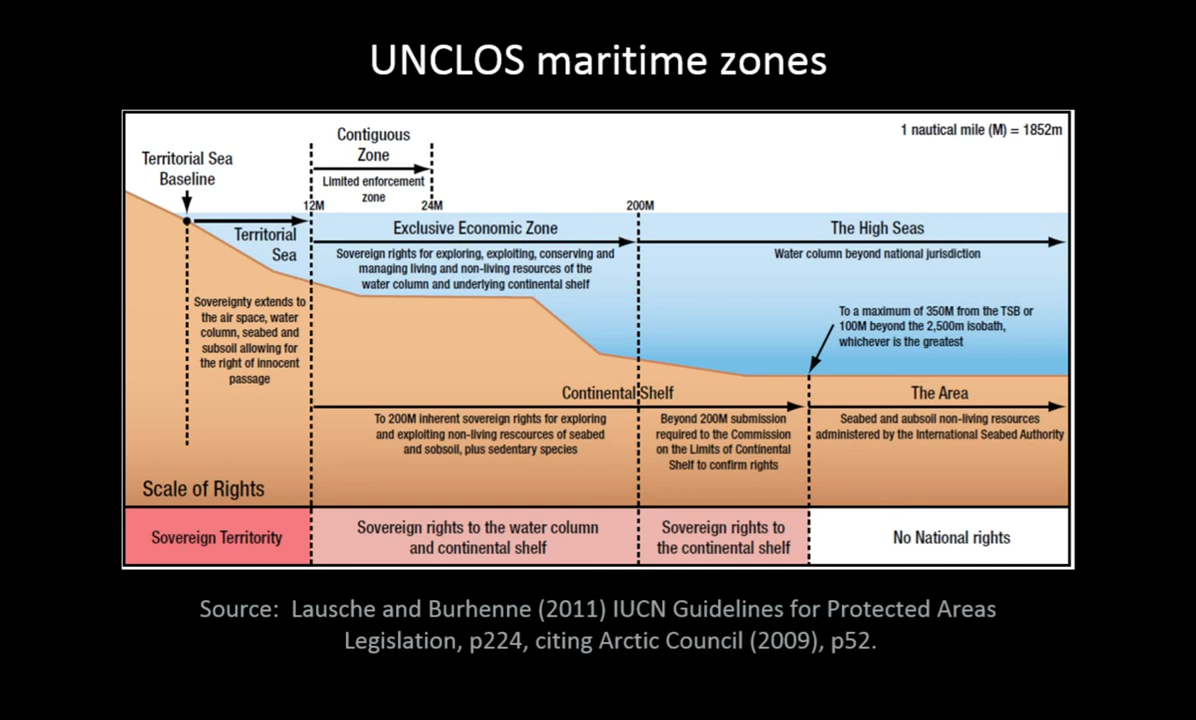 UNCLOS maritime zones
1 nautical mile (M) = 1852m
Contiguous
Zone
Limited enforcement
zone
Territorial Sea
Baseline
12M
24M
200M
Territorial
Sea
Exclusive Economic Zone
Sovereign rights for exploring, exploiting, conserving and
managing living and non-living resources of the
water column and underlying continental shelf
The High Seas
Water column beyond national jurisdiction
Sovereignty extends to
the air space, water
column, seabed and
subsoil allowing for
the right of innocent
passage
To a maximum of 350M from the TSB or
100M beyond the 2,500m isobath,
whichever is the greatest
Continental Shelf
To 200M inherent sovereign rights for exploring
and exploiting non-living rescources of seabed
and sobsoil, plus sedentary species
Beyond 200M submission
required to the Commission
on the Limits of Continental
Shelf to confirm rights
The Area
Seabed and aubsoil non-living resources
administered by the International Seabed Authority
Scale of Rights
Sovereign Territority
Sovereign rights to the water column
and continental shelf
Sovereign rights to
the continental shelf
No National rights
Source: Lausche and Burhenne (2011) IUCN Guidelines for Protected Areas
Legislation, p224, citing Arctic Council (2009), p52.